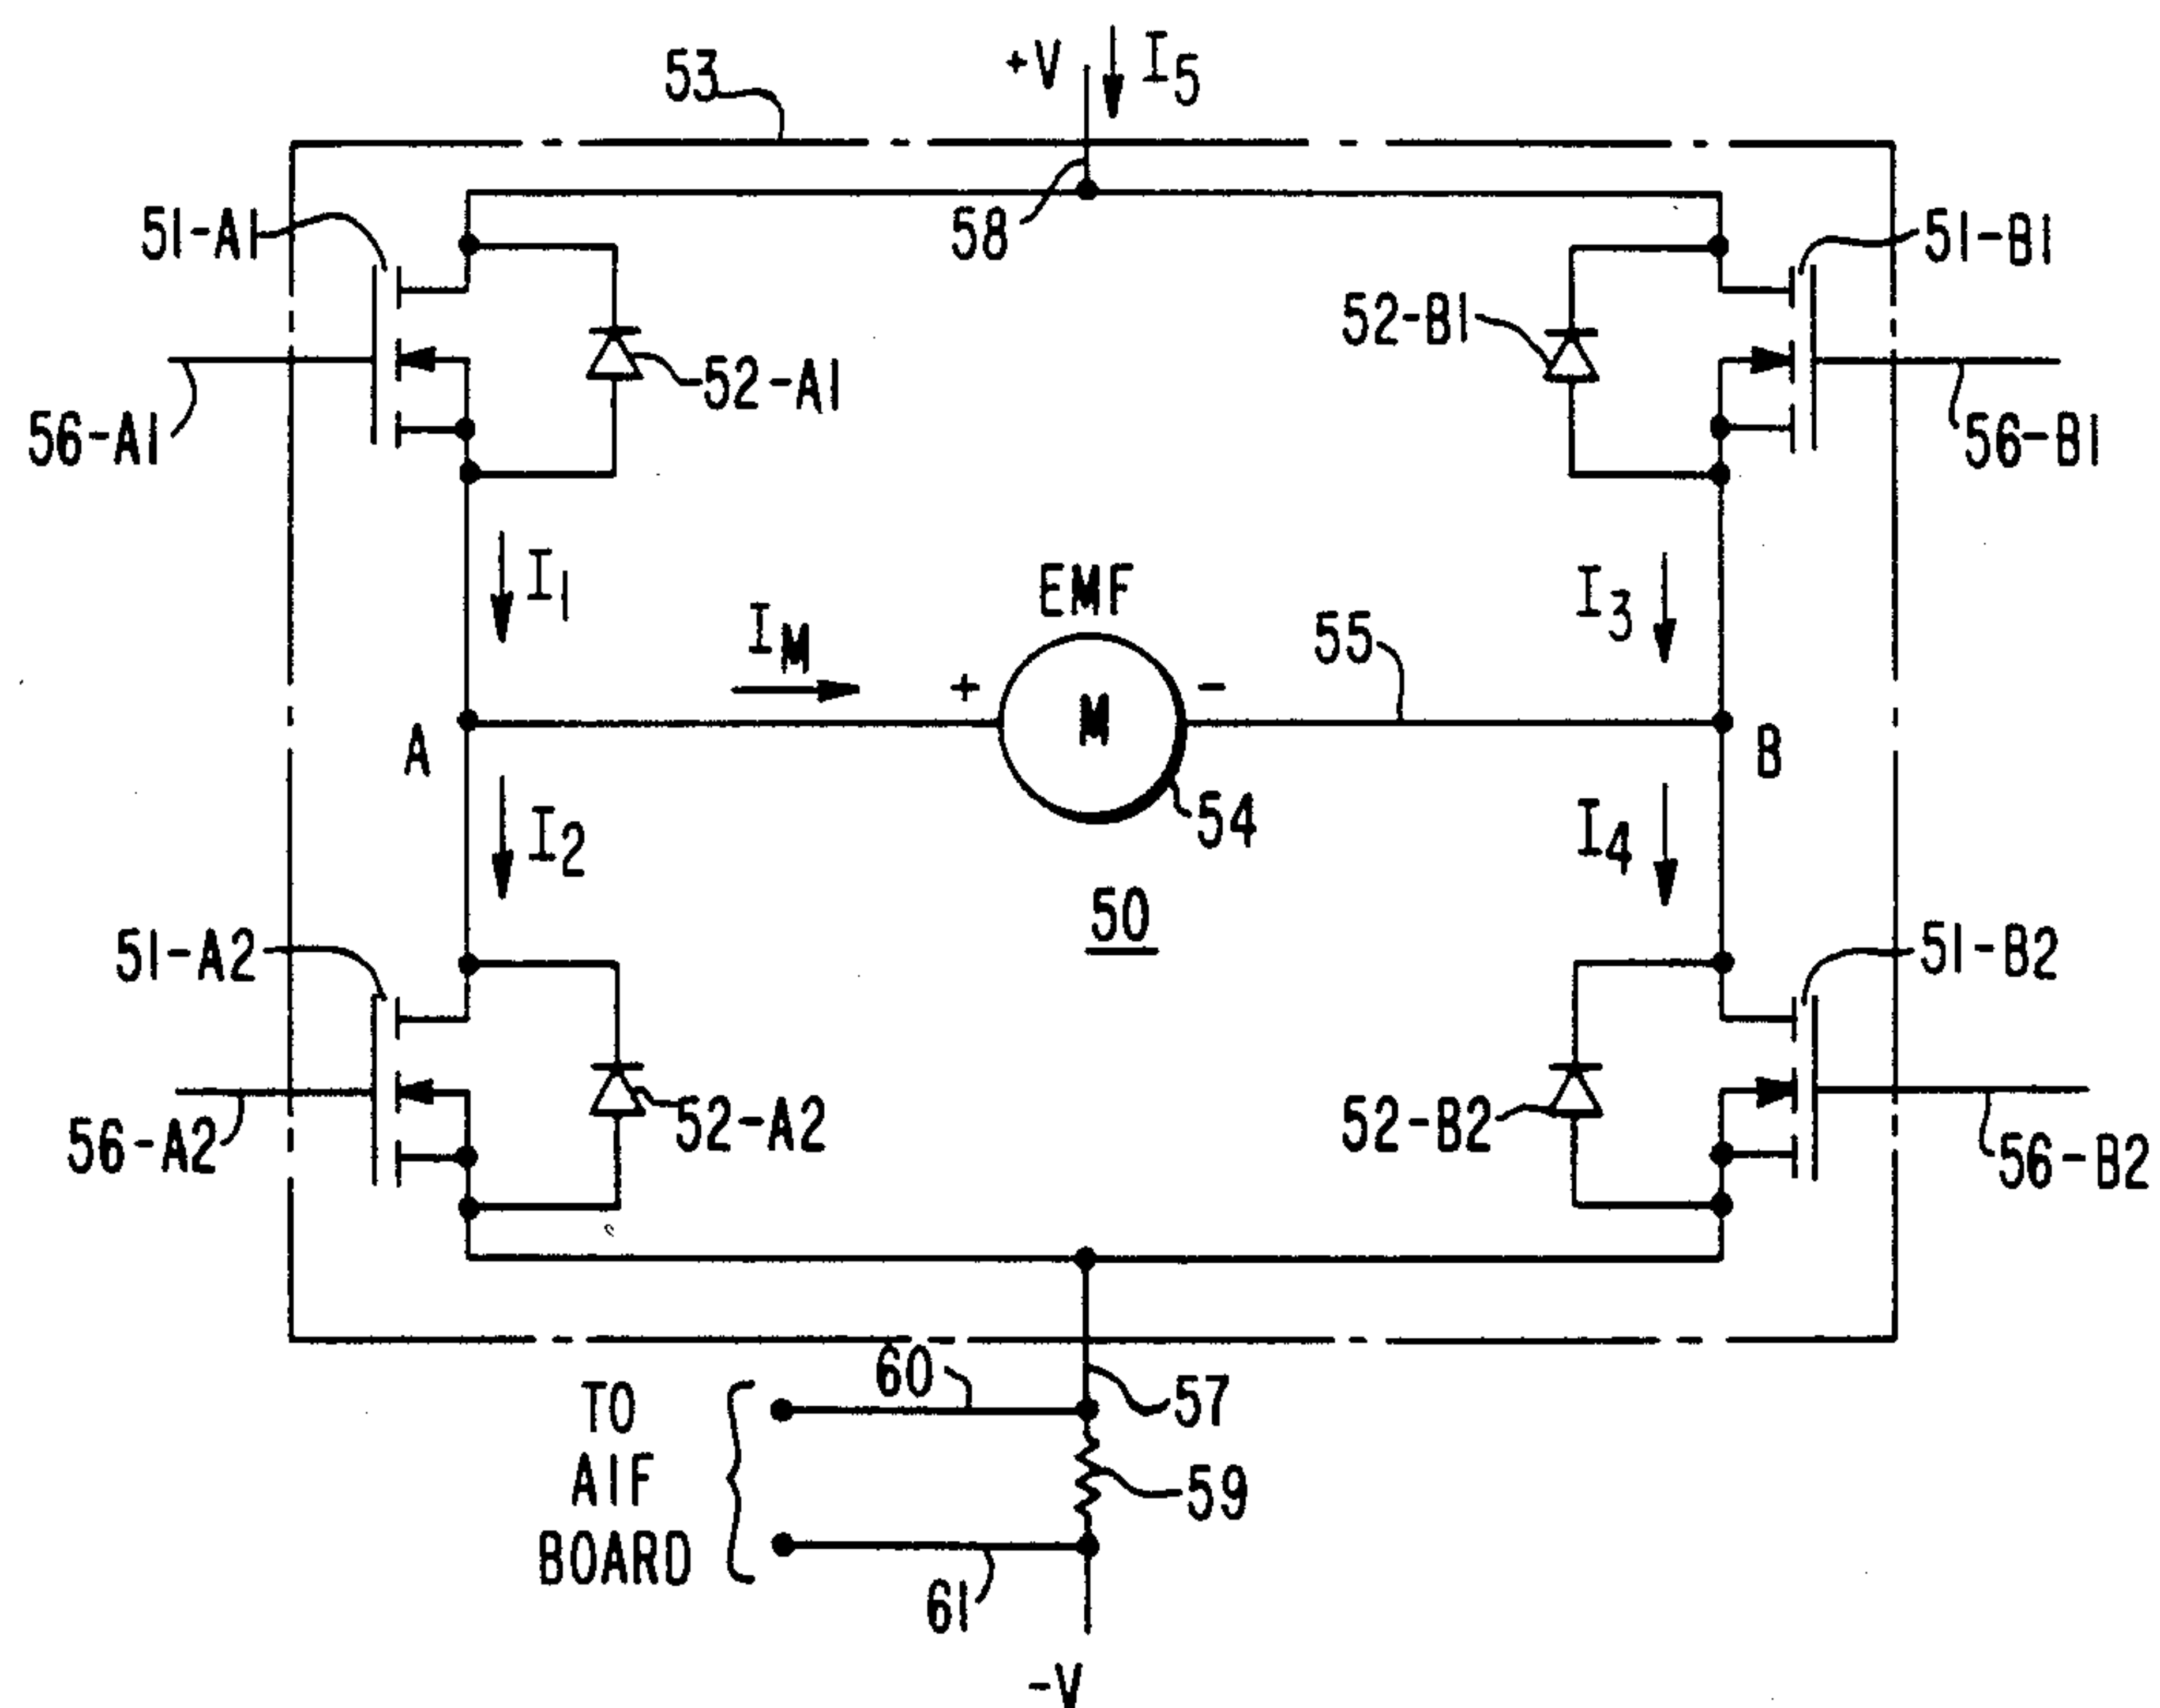 +V
I5
53
58
51-A1
51-B1
52-B1
52-A1
56-A1
56-B1
I1
EMF
I3
IM
55
+
-
M
A
B
54
I2
I4
50
51-A2
51-B2
52-A2
52-B2
56-A2
56-B2
60
57
TO
AIF
BOARD
59
61
-V